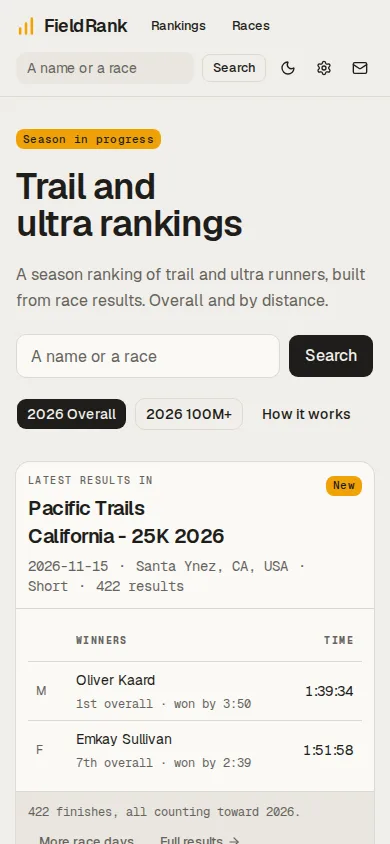 FieldRank Rankings Races
A name or a race Search
Season in progress
Trail and
ultra rankings
A season ranking of trail and ultra runners, built
from race results. Overall and by distance.
A name or a race Search
2026 Overall 2026 100M+ How it works
LATEST RESULTS IN New
Pacific Trails
California - 25K 2026
2026-11-15 · Santa Ynez, CA, USA ·
Short · 422 results
WINNERS TIME
M Oliver Kaard 1:39:34
1st overall · won by 3:50
F Emkay Sullivan 1:51:58
7th overall · won by 2:39
422 finishes, all counting toward 2026.
More race days Full results →